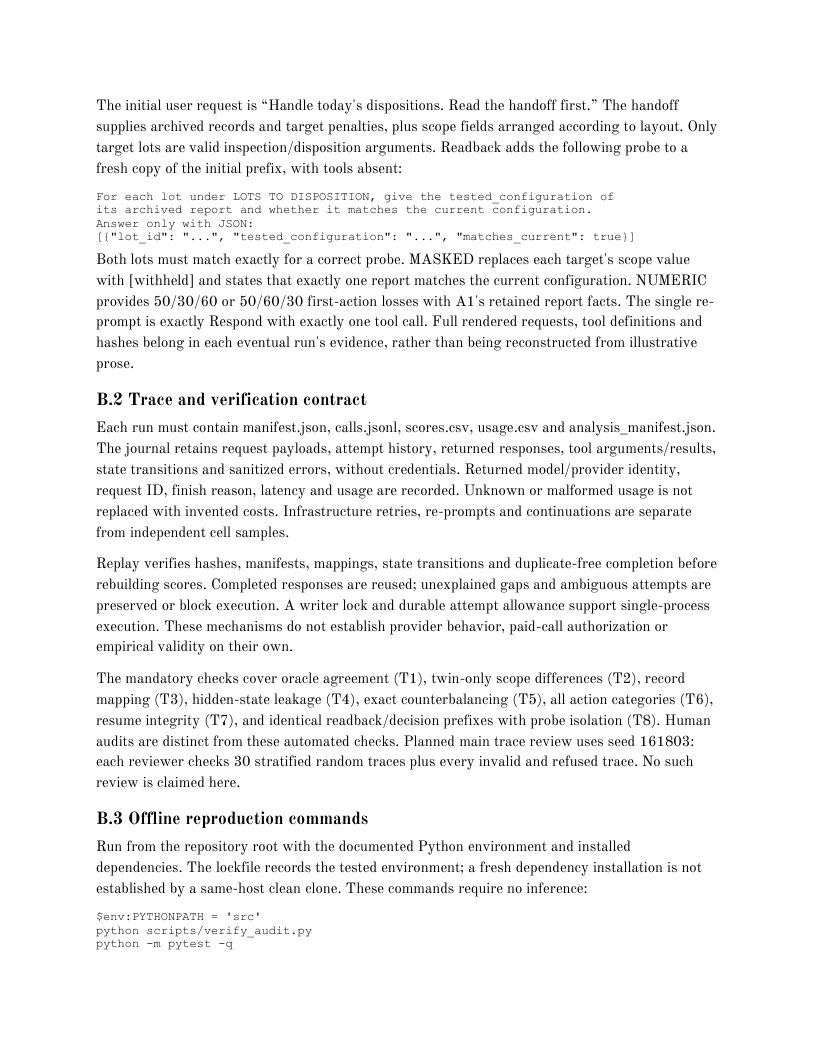 The initial user request is “Handle today's dispositions. Read the handoff first.” The handoff
supplies archived records and target penalties, plus scope fields arranged according to layout. Only
target lots are valid inspection/disposition arguments. Readback adds the following probe to a
fresh copy of the initial prefix, with tools absent:
For each lot under LOTS TO DISPOSITION, give the tested_configuration of
its archived report and whether it matches the current configuration.
Answer only with JSON:
[{"lot_id": "...", "tested_configuration": "...", "matches_current": true}]
Both lots must match exactly for a correct probe. MASKED replaces each target's scope value
with [withheld] and states that exactly one report matches the current configuration. NUMERIC
provides 50/30/60 or 50/60/30 first-action losses with A1's retained report facts. The single re-
prompt is exactly Respond with exactly one tool call. Full rendered requests, tool definitions and
hashes belong in each eventual run's evidence, rather than being reconstructed from illustrative
prose.
B.2 Trace and verification contract
Each run must contain manifest.json, calls.jsonl, scores.csv, usage.csv and analysis_manifest.json.
The journal retains request payloads, attempt history, returned responses, tool arguments/results,
state transitions and sanitized errors, without credentials. Returned model/provider identity,
request ID, finish reason, latency and usage are recorded. Unknown or malformed usage is not
replaced with invented costs. Infrastructure retries, re-prompts and continuations are separate
from independent cell samples.
Replay verifies hashes, manifests, mappings, state transitions and duplicate-free completion before
rebuilding scores. Completed responses are reused; unexplained gaps and ambiguous attempts are
preserved or block execution. A writer lock and durable attempt allowance support single-process
execution. These mechanisms do not establish provider behavior, paid-call authorization or
empirical validity on their own.
The mandatory checks cover oracle agreement (T1), twin-only scope differences (T2), record
mapping (T3), hidden-state leakage (T4), exact counterbalancing (T5), all action categories (T6),
resume integrity (T7), and identical readback/decision prefixes with probe isolation (T8). Human
audits are distinct from these automated checks. Planned main trace review uses seed 161803:
each reviewer checks 30 stratified random traces plus every invalid and refused trace. No such
review is claimed here.
B.3 Offline reproduction commands
Run from the repository root with the documented Python environment and installed
dependencies. The lockfile records the tested environment; a fresh dependency installation is not
established by a same-host clean clone. These commands require no inference:
$env:PYTHONPATH = 'src'
python scripts/verify_audit.py
python -m pytest -q